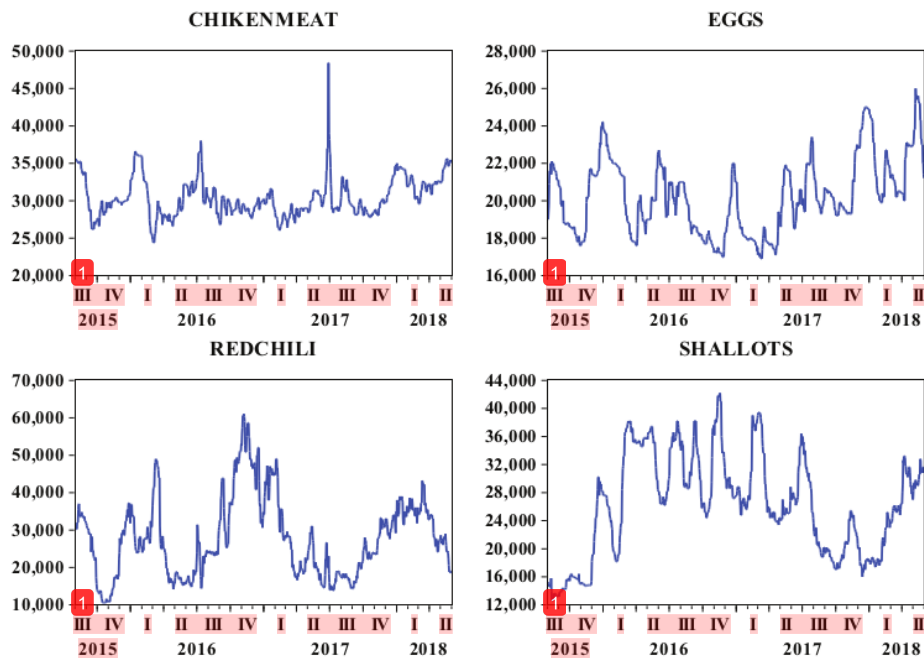 CHIKENMEAT
50,000
45,000
40,000
35,000
30,000
25,000
20,000
1
III IV I II III IV I II III IV I II
2015 2016 2017 2018
EGGS
28,000
26,000
24,000
22,000
20,000
18,000
16,000
1
III IV I II III IV I II III IV I II
2015 2016 2017 2018
REDCHILI
70,000
60,000
50,000
40,000
30,000
20,000
10,000
1
III IV I II III IV I II III IV I II
2015 2016 2017 2018
SHALLOTS
44,000
40,000
36,000
32,000
28,000
24,000
20,000
16,000
12,000
1
III IV I II III IV I II III IV I II
2015 2016 2017 2018